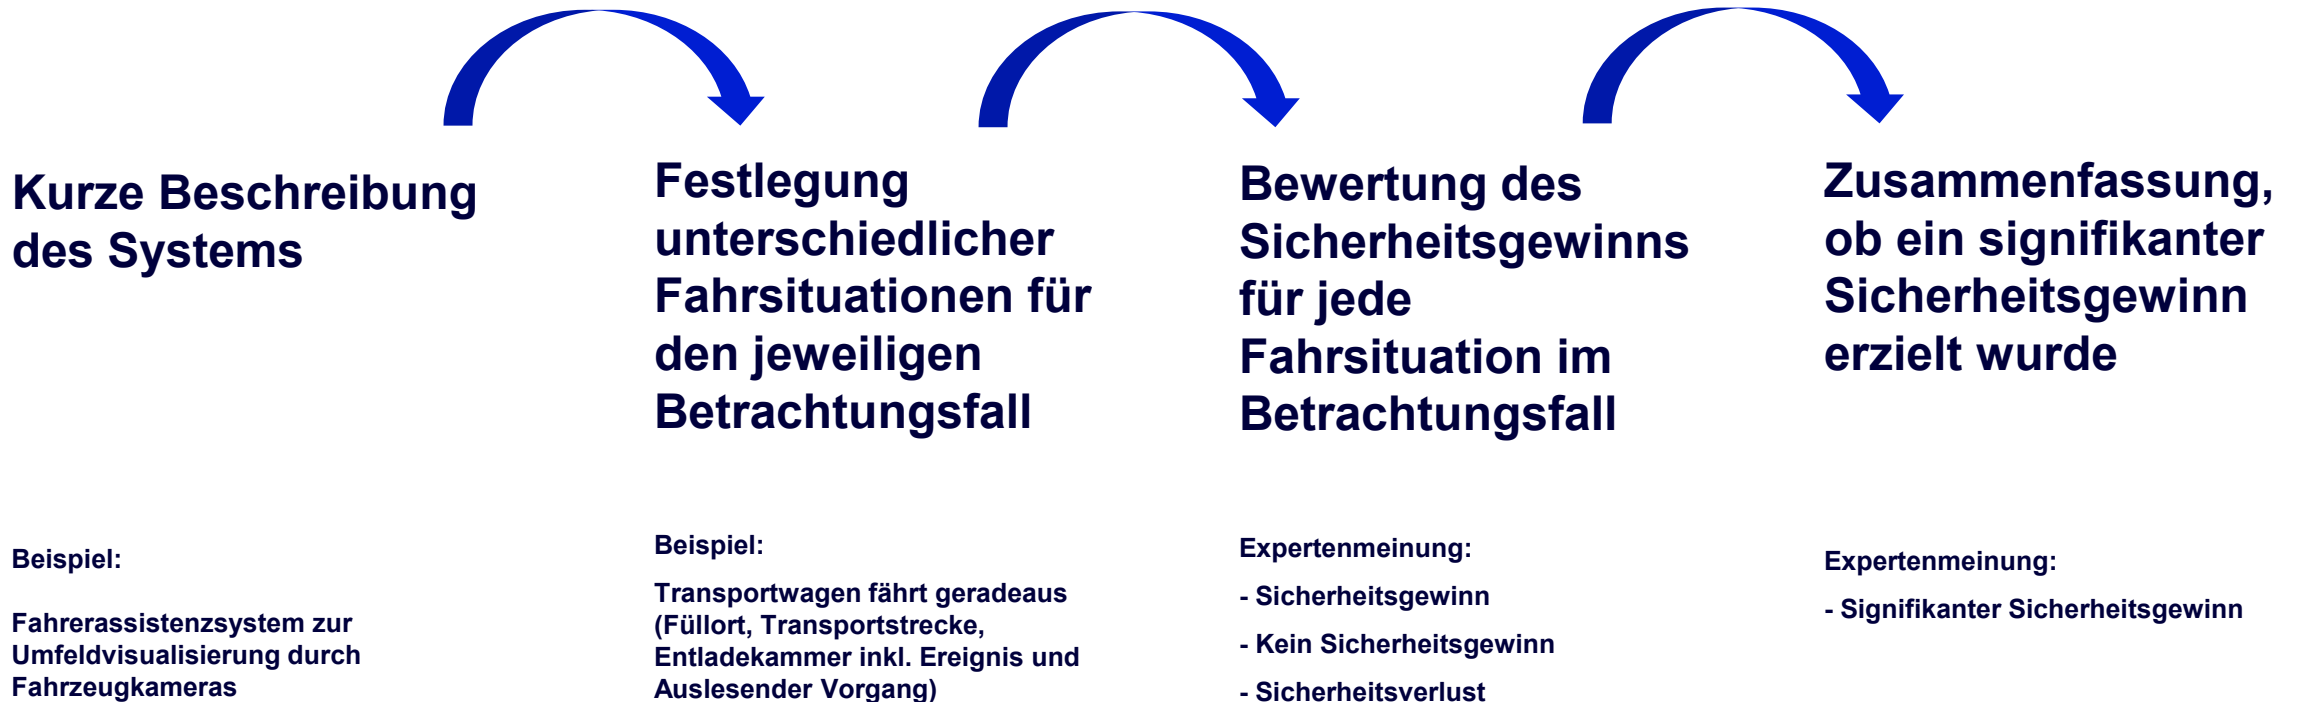 Kurze Beschreibung
des Systems
Beispiel:
Fahrerassistenzsystem zur
Umfeldvisualisierung durch
Fahrzeugkameras
Festlegung
unterschiedlicher
Fahrsituationen für
den jeweiligen
Betrachtungsfall
Beispiel:
Transportwagen fährt geradeaus
(Füllort, Transportstrecke,
Entladekammer inkl. Ereignis und
Auslesender Vorgang)
Bewertung des
Sicherheitsgewinns
für jede
Fahrsituation im
Betrachtungsfall
Expertenmeinung:
- Sicherheitsgewinn
- Kein Sicherheitsgewinn
- Sicherheitsverlust
Zusammenfassung,
ob ein signifikanter
Sicherheitsgewinn
erzielt wurde
Expertenmeinung:
- Signifikanter Sicherheitsgewinn